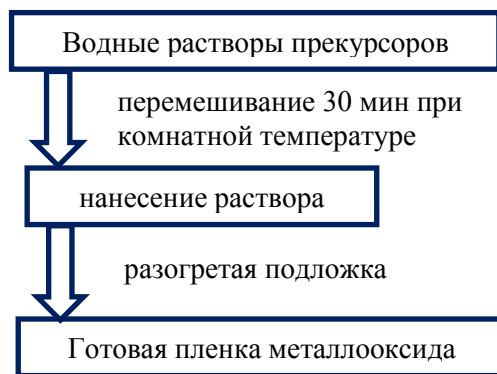 Водные растворы прекурсоров
перемешивание 30 мин при
комнатной температуре
нанесение раствора
разогретая подложка
Готовая пленка металлооксида